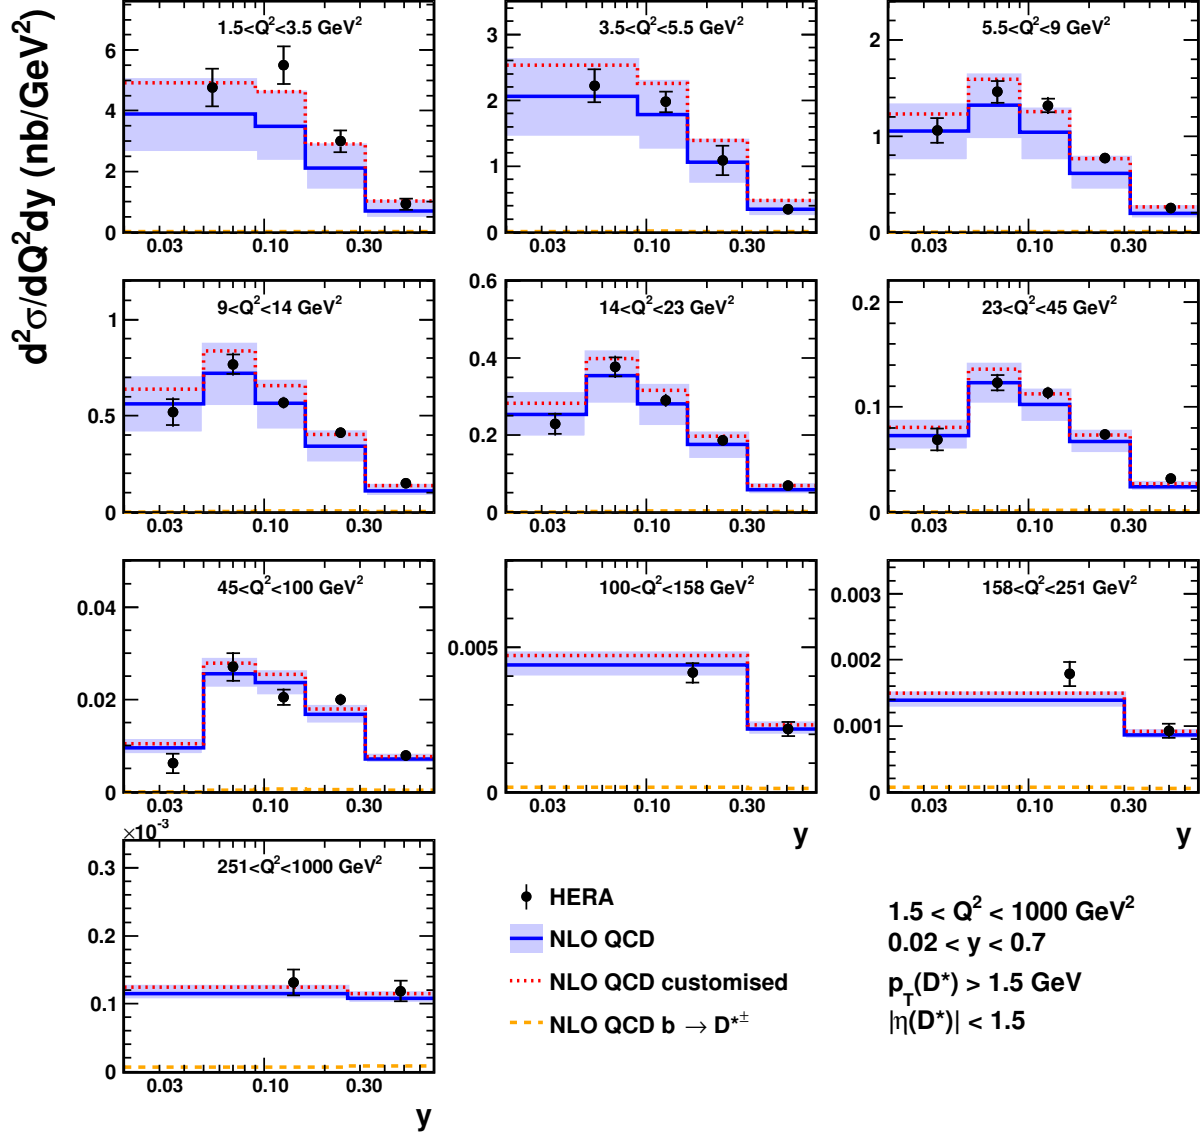 d²σ/dQ²dy (nb/GeV²)
1.5<Q²<3.5 GeV²
6
4
2
0
0.03 0.10 0.30
3.5<Q²<5.5 GeV²
3
2
1
0
0.03 0.10 0.30
5.5<Q²<9 GeV²
2
1
0
0.03 0.10 0.30
9<Q²<14 GeV²
1
0.5
0
0.03 0.10 0.30
14<Q²<23 GeV²
0.6
0.4
0.2
0
0.03 0.10 0.30
23<Q²<45 GeV²
0.2
0.1
0
0.03 0.10 0.30
45<Q²<100 GeV²
0.04
0.02
0
0.03 0.10 0.30
100<Q²<158 GeV²
0.005
0
0.03 0.10 0.30
y
158<Q²<251 GeV²
0.003
0.002
0.001
0
0.03 0.10 0.30
y
×10⁻³
251<Q²<1000 GeV²
0.3
0.2
0.1
0
0.03 0.10 0.30
y
HERA
NLO QCD
NLO QCD customised
NLO QCD b → D*±
1.5 < Q² < 1000 GeV²
0.02 < y < 0.7
p_T(D*) > 1.5 GeV
|η(D*)| < 1.5